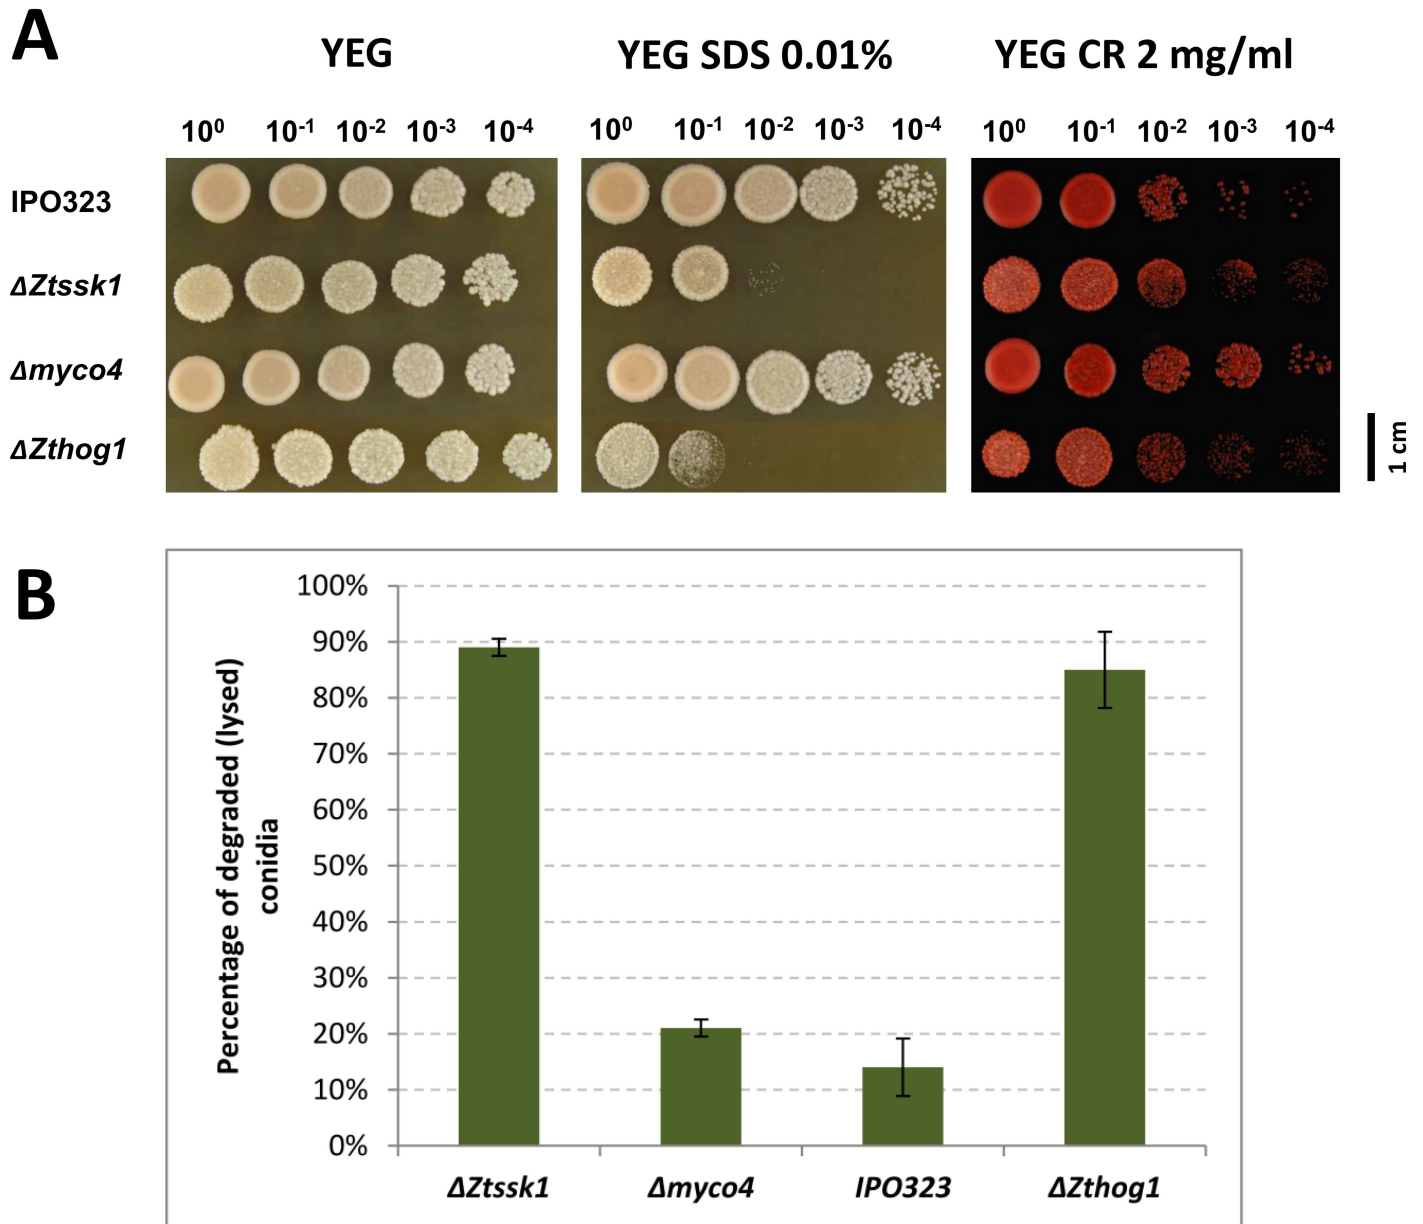 A
YEG
YEG SDS 0.01%
YEG CR 2 mg/ml
10⁰ 10⁻¹ 10⁻² 10⁻³ 10⁻⁴
10⁰ 10⁻¹ 10⁻² 10⁻³ 10⁻⁴
10⁰ 10⁻¹ 10⁻² 10⁻³ 10⁻⁴
IPO323
ΔZtssk1
Δmyco4
ΔZthog1
1 cm
B
Percentage of degraded (lysed)
conidia
100%
90%
80%
70%
60%
50%
40%
30%
20%
10%
0%
ΔZtssk1 Δmyco4 IPO323 ΔZthog1